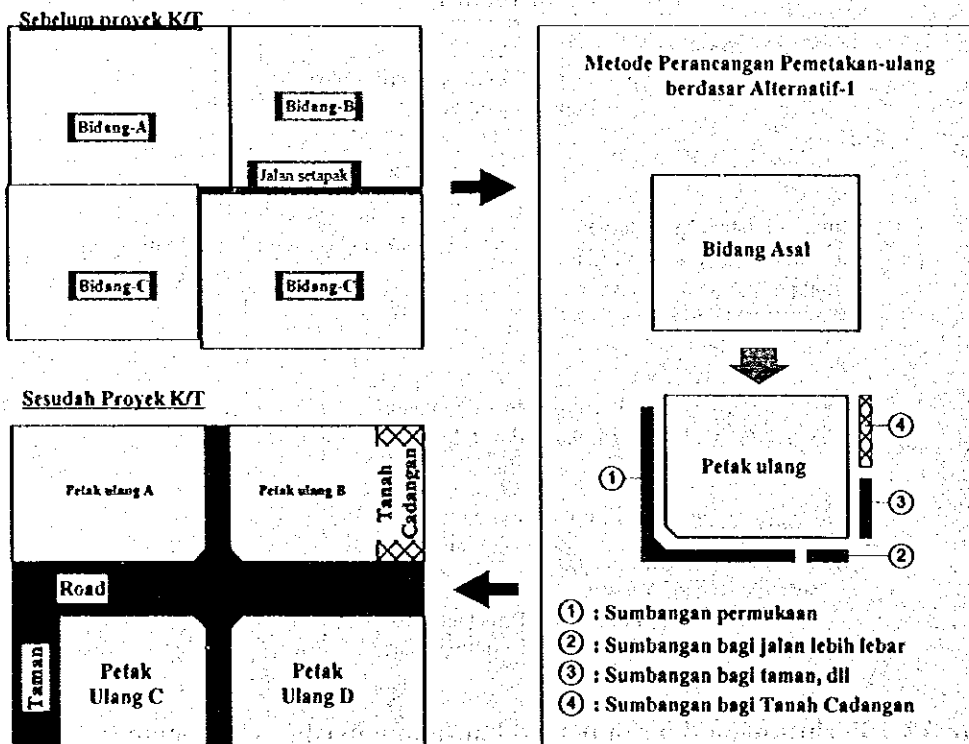 Sebelum proyek K/T
Bidang-A
Bidang-B
Jalan setapak
Bidang-C
Bidang-C
Sesudah Proyek K/T
Petak ulang A
Petak ulang B
Tanah
Cadangan
Road
Taman
Petak
Ulang C
Petak
Ulang D
Metode Perancangan Pemetakan-ulang
berdasar Alternatif-1
Bidang Asal
Petak ulang
1
4
3
2
1 : Sumbangan permukaan
2 : Sumbangan bagi jalan lebih lebar
3 : Sumbangan bagi taman, dll
4 : Sumbangan bagi Tanah Cadangan